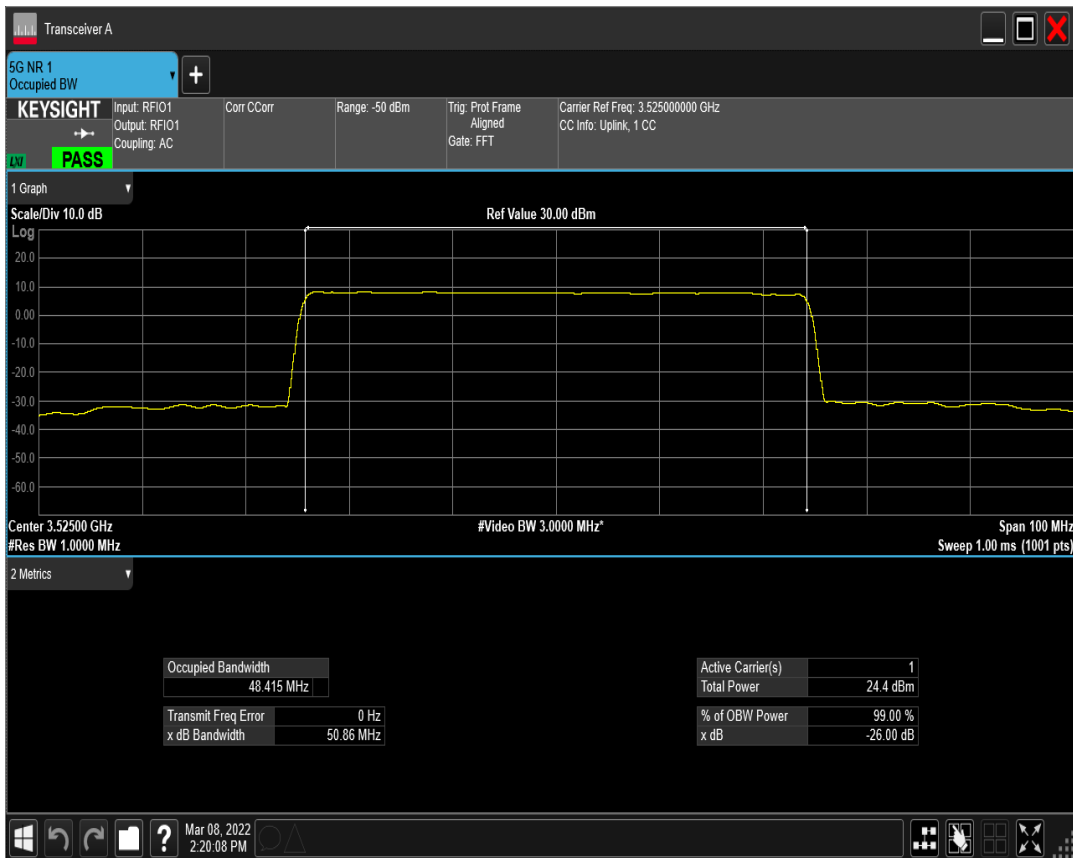 Transceiver A
5G NR 1
Occupied BW
+
KEYSIGHT
LXI
PASS
Input: RFIO1
Output: RFIO1
Coupling: AC
Corr CCorr
Range: -50 dBm
Trig: Prot Frame
Aligned
Gate: FFT
Carrier Ref Freq: 3.525000000 GHz
CC Info: Uplink, 1 CC
1 Graph
Scale/Div 10.0 dB
Ref Value 30.00 dBm
Log
20.0
10.0
0.00
-10.0
-20.0
-30.0
-40.0
-50.0
-60.0
Center 3.52500 GHz
#Video BW 3.0000 MHz*
Span 100 MHz
#Res BW 1.0000 MHz
Sweep 1.00 ms (1001 pts)
2 Metrics
Occupied Bandwidth
48.415 MHz
Transmit Freq Error 0 Hz
x dB Bandwidth 50.86 MHz
Active Carrier(s) 1
Total Power 24.4 dBm
% of OBW Power 99.00 %
x dB -26.00 dB
?
Mar 08, 2022
2:20:08 PM